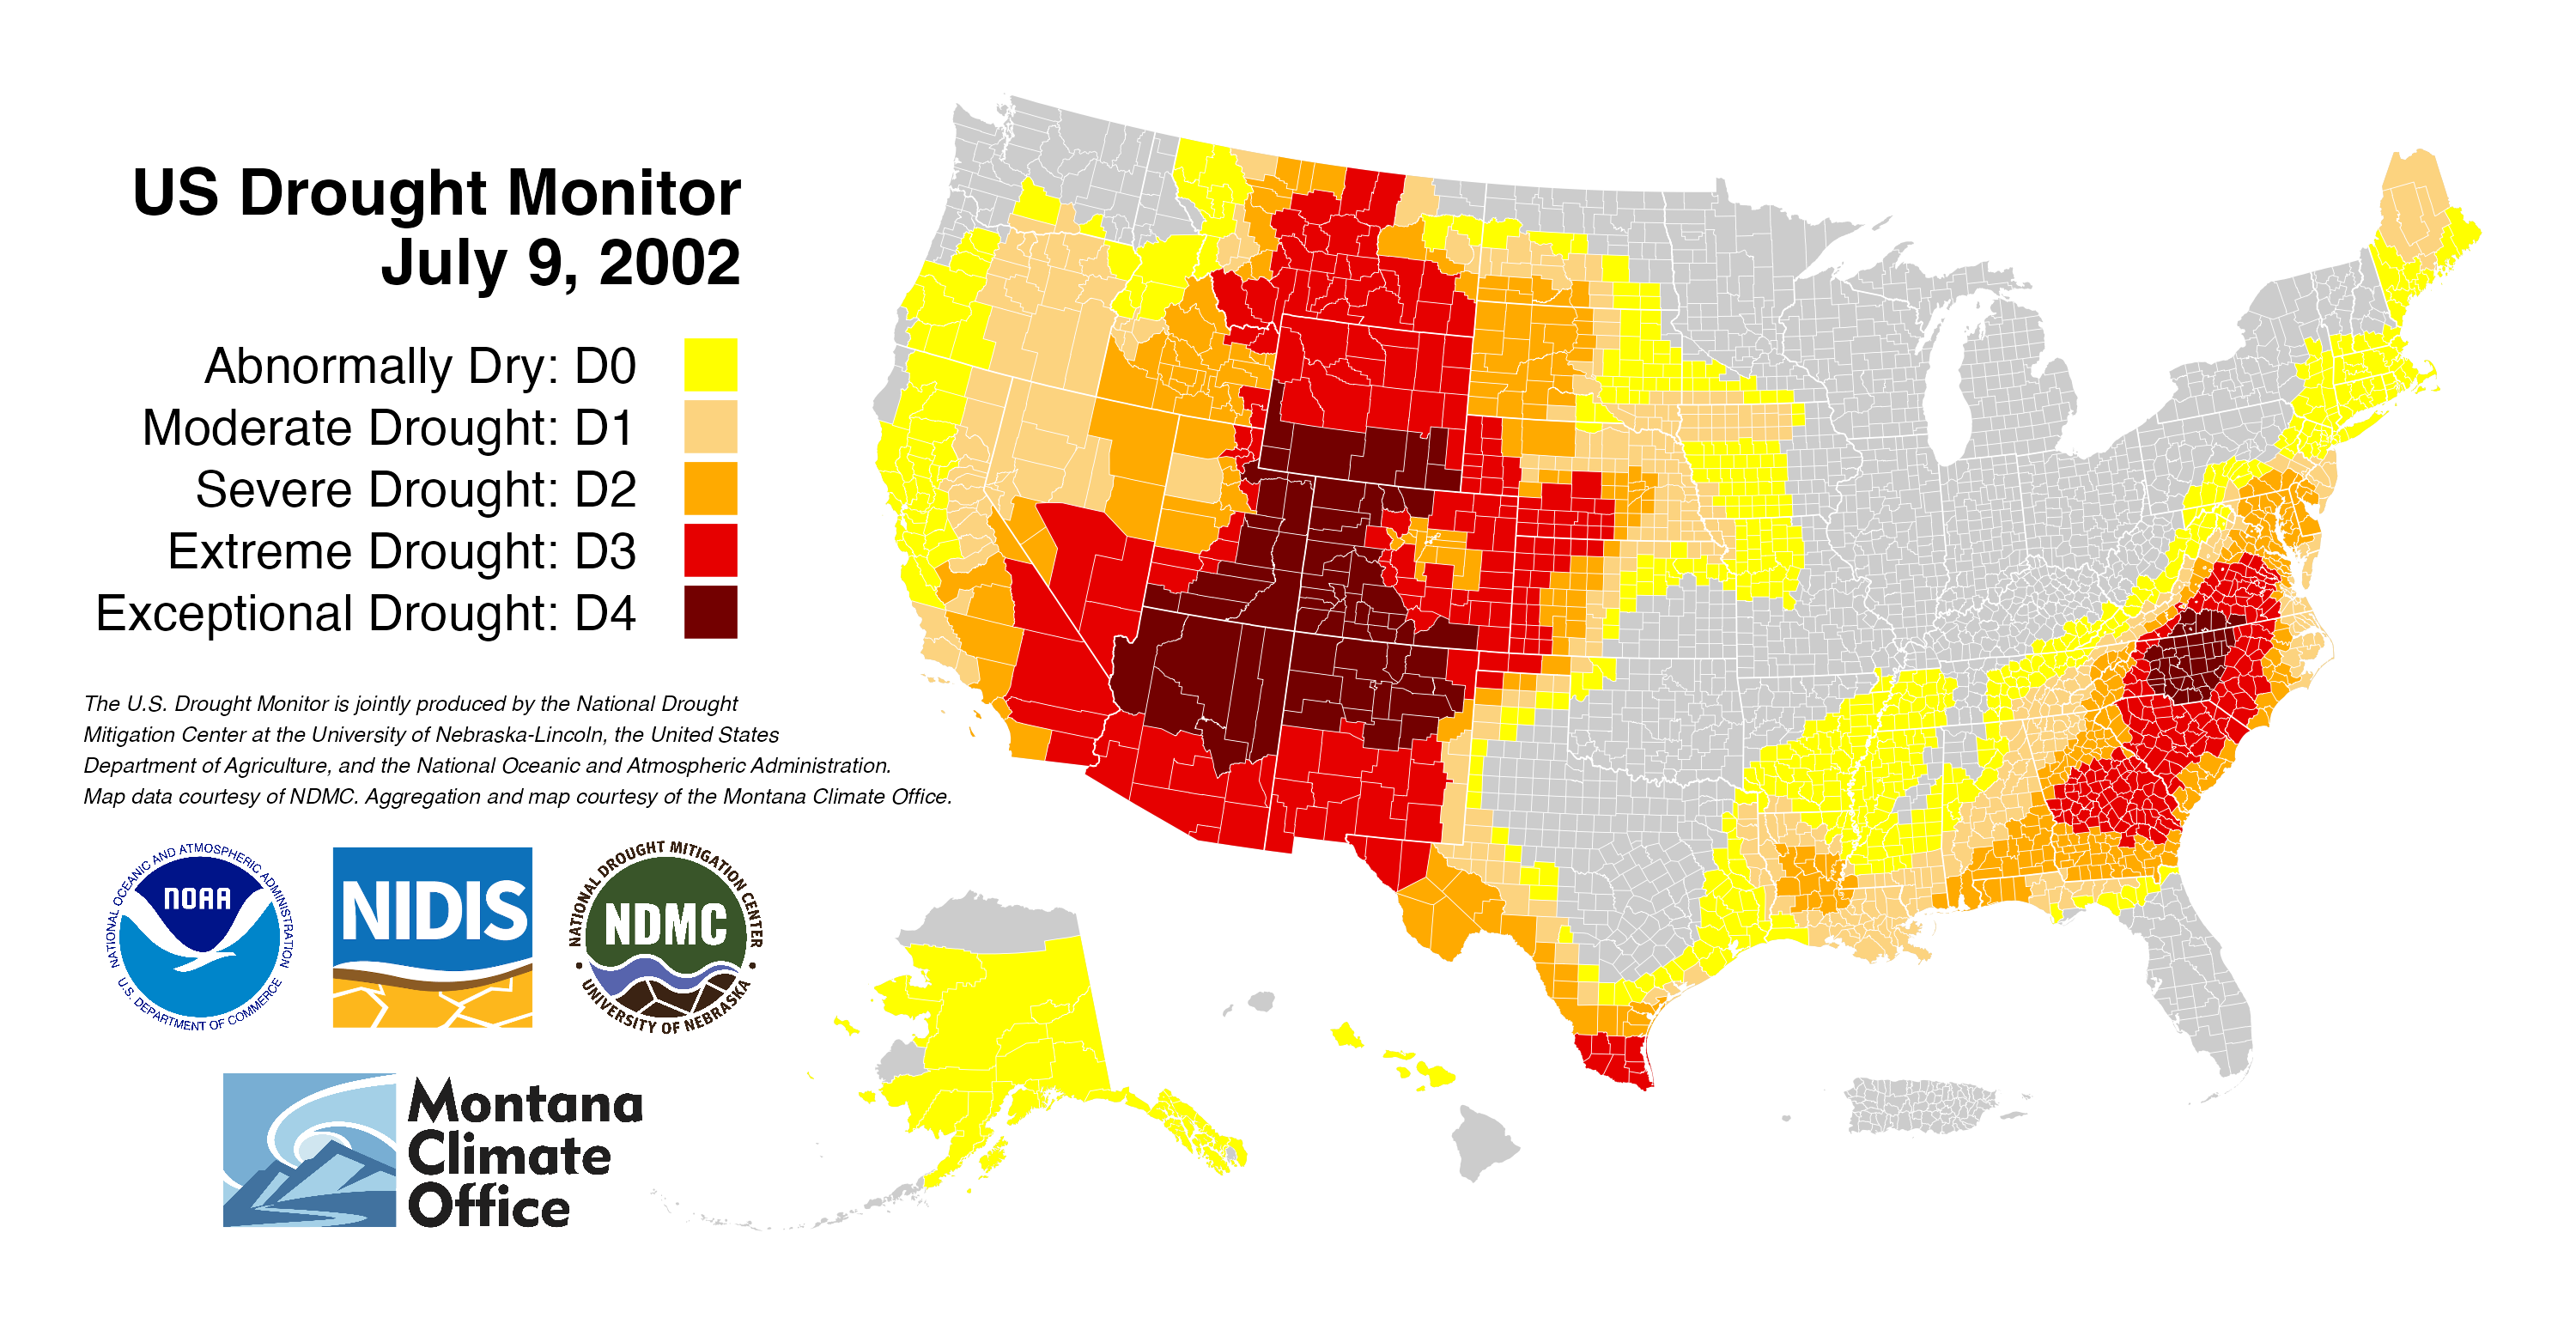 US Drought Monitor
July 9, 2002
Abnormally Dry: D0
Moderate Drought: D1
Severe Drought: D2
Extreme Drought: D3
Exceptional Drought: D4
The U.S. Drought Monitor is jointly produced by the National Drought
Mitigation Center at the University of Nebraska-Lincoln, the United States
Department of Agriculture, and the National Oceanic and Atmospheric Administration.
Map data courtesy of NDMC. Aggregation and map courtesy of the Montana Climate Office.
NATIONAL OCEANIC AND ATMOSPHERIC ADMINISTRATION
NOAA
U.S. DEPARTMENT OF COMMERCE
NIDIS
NATIONAL DROUGHT MITIGATION CENTER
NDMC
UNIVERSITY OF NEBRASKA
Montana
Climate
Office